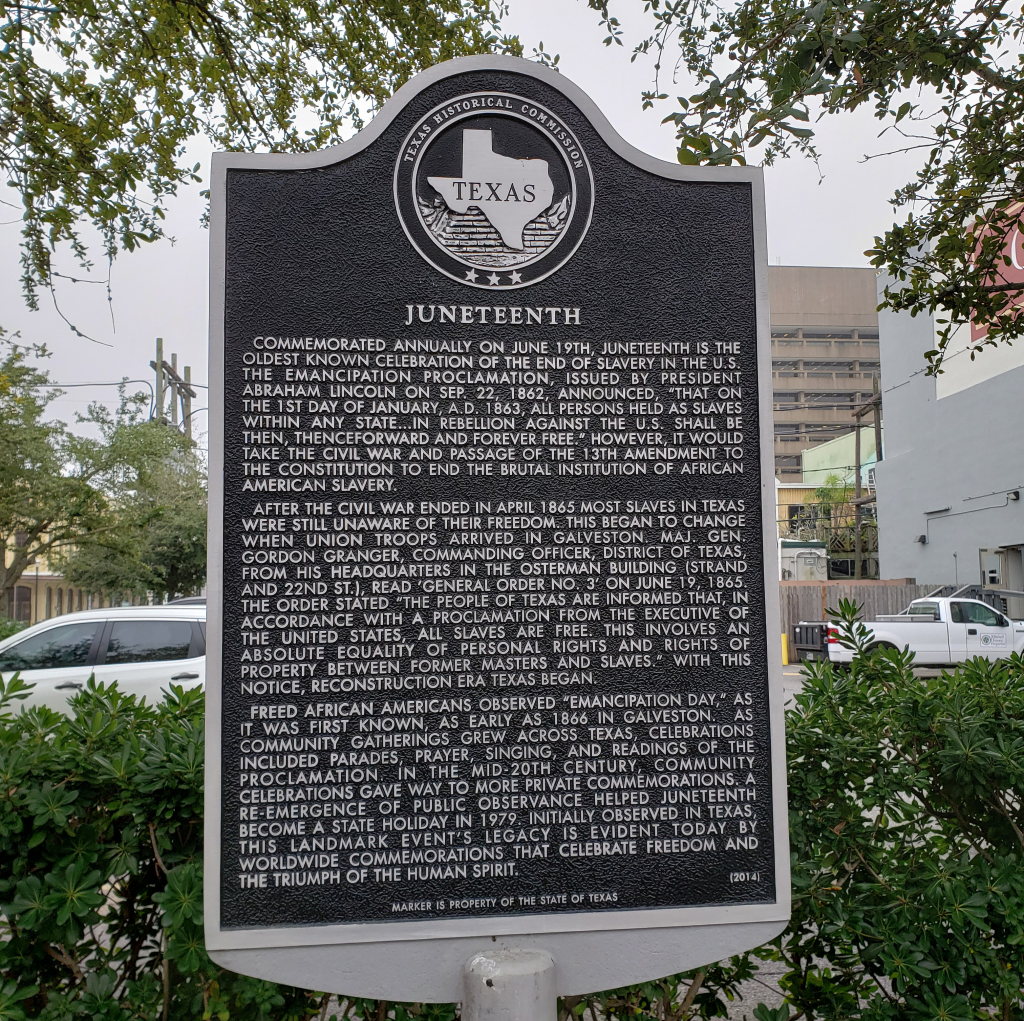 TEXAS HISTORICAL COMMISSION
TEXAS
JUNETEENTH
COMMEMORATED ANNUALLY ON JUNE 19TH, JUNETEENTH IS THE
OLDEST KNOWN CELEBRATION OF THE END OF SLAVERY IN THE U.S.
THE EMANCIPATION PROCLAMATION, ISSUED BY PRESIDENT
ABRAHAM LINCOLN ON SEP. 22, 1862, ANNOUNCED, "THAT ON
THE 1ST DAY OF JANUARY, A.D. 1863, ALL PERSONS HELD AS SLAVES
WITHIN ANY STATE...IN REBELLION AGAINST THE U.S. SHALL BE
THEN, THENCEFORWARD AND FOREVER FREE." HOWEVER, IT WOULD
TAKE THE CIVIL WAR AND PASSAGE OF THE 13TH AMENDMENT TO
THE CONSTITUTION TO END THE BRUTAL INSTITUTION OF AFRICAN
AMERICAN SLAVERY.
AFTER THE CIVIL WAR ENDED IN APRIL 1865 MOST SLAVES IN TEXAS
WERE STILL UNAWARE OF THEIR FREEDOM. THIS BEGAN TO CHANGE
WHEN UNION TROOPS ARRIVED IN GALVESTON. MAJ. GEN.
GORDON GRANGER, COMMANDING OFFICER, DISTRICT OF TEXAS,
FROM HIS HEADQUARTERS IN THE OSTERMAN BUILDING (STRAND
AND 22ND ST.), READ 'GENERAL ORDER NO. 3' ON JUNE 19, 1865.
THE ORDER STATED "THE PEOPLE OF TEXAS ARE INFORMED THAT, IN
ACCORDANCE WITH A PROCLAMATION FROM THE EXECUTIVE OF
THE UNITED STATES, ALL SLAVES ARE FREE. THIS INVOLVES AN
ABSOLUTE EQUALITY OF PERSONAL RIGHTS AND RIGHTS OF
PROPERTY BETWEEN FORMER MASTERS AND SLAVES." WITH THIS
NOTICE, RECONSTRUCTION ERA TEXAS BEGAN.
FREED AFRICAN AMERICANS OBSERVED "EMANCIPATION DAY," AS
IT WAS FIRST KNOWN, AS EARLY AS 1866 IN GALVESTON. AS
COMMUNITY GATHERINGS GREW ACROSS TEXAS, CELEBRATIONS
INCLUDED PARADES, PRAYER, SINGING, AND READINGS OF THE
PROCLAMATION. IN THE MID-20TH CENTURY, COMMUNITY
CELEBRATIONS GAVE WAY TO MORE PRIVATE COMMEMORATIONS. A
RE-EMERGENCE OF PUBLIC OBSERVANCE HELPED JUNETEENTH
BECOME A STATE HOLIDAY IN 1979. INITIALLY OBSERVED IN TEXAS,
THIS LANDMARK EVENT'S LEGACY IS EVIDENT TODAY BY
WORLDWIDE COMMEMORATIONS THAT CELEBRATE FREEDOM AND
THE TRIUMPH OF THE HUMAN SPIRIT.
(2014)
MARKER IS PROPERTY OF THE STATE OF TEXAS